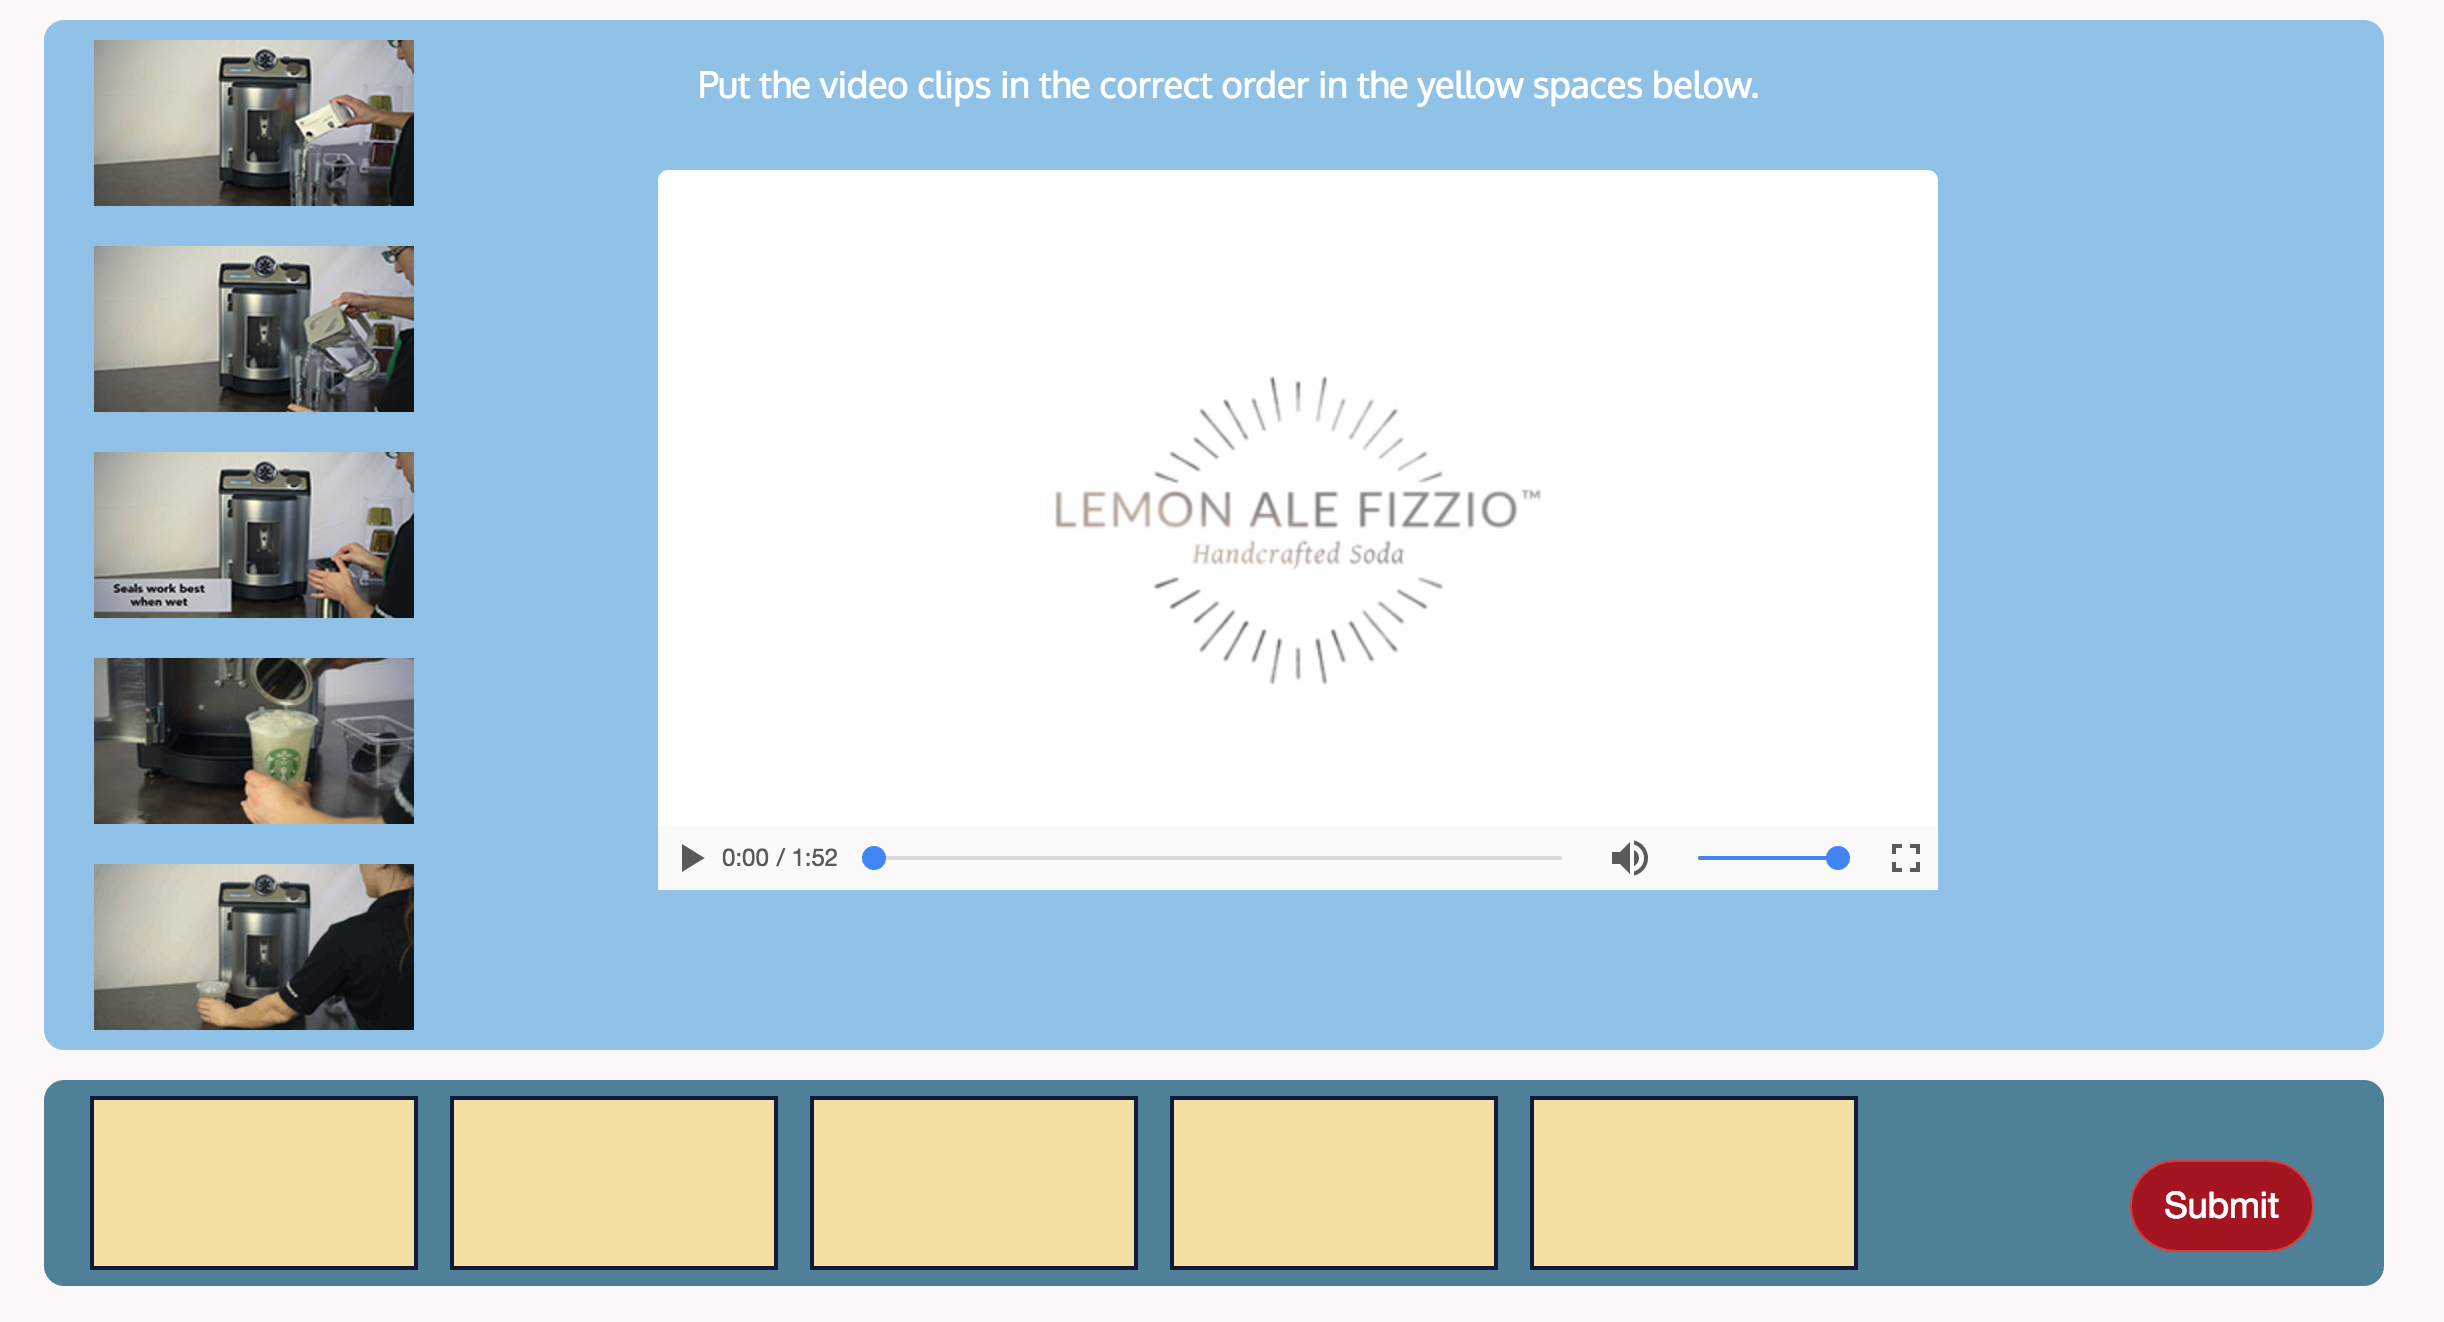 Put the video clips in the correct order in the yellow spaces below.
LEMON ALE FIZZIO™
Handcrafted Soda
Seals work best
when wet
0:00 / 1:52
Submit